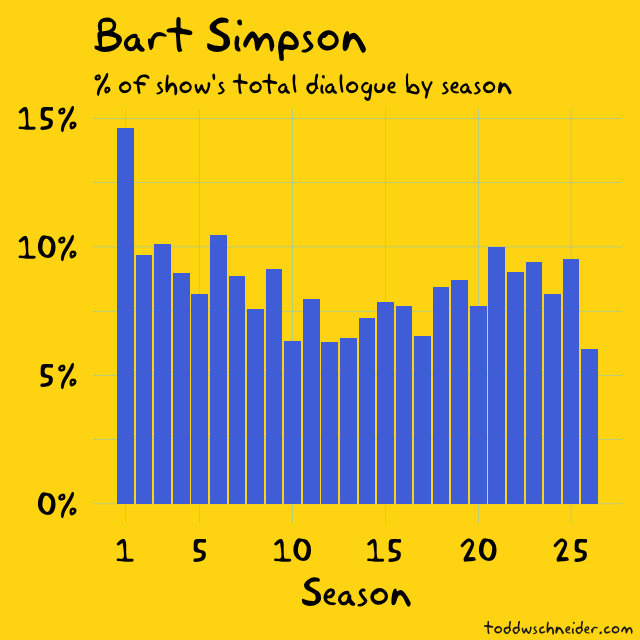 Bart Simpson
% of show's total dialogue by season
15%
10%
5%
0%
1 5 10 15 20 25
Season
toddwschneider.com